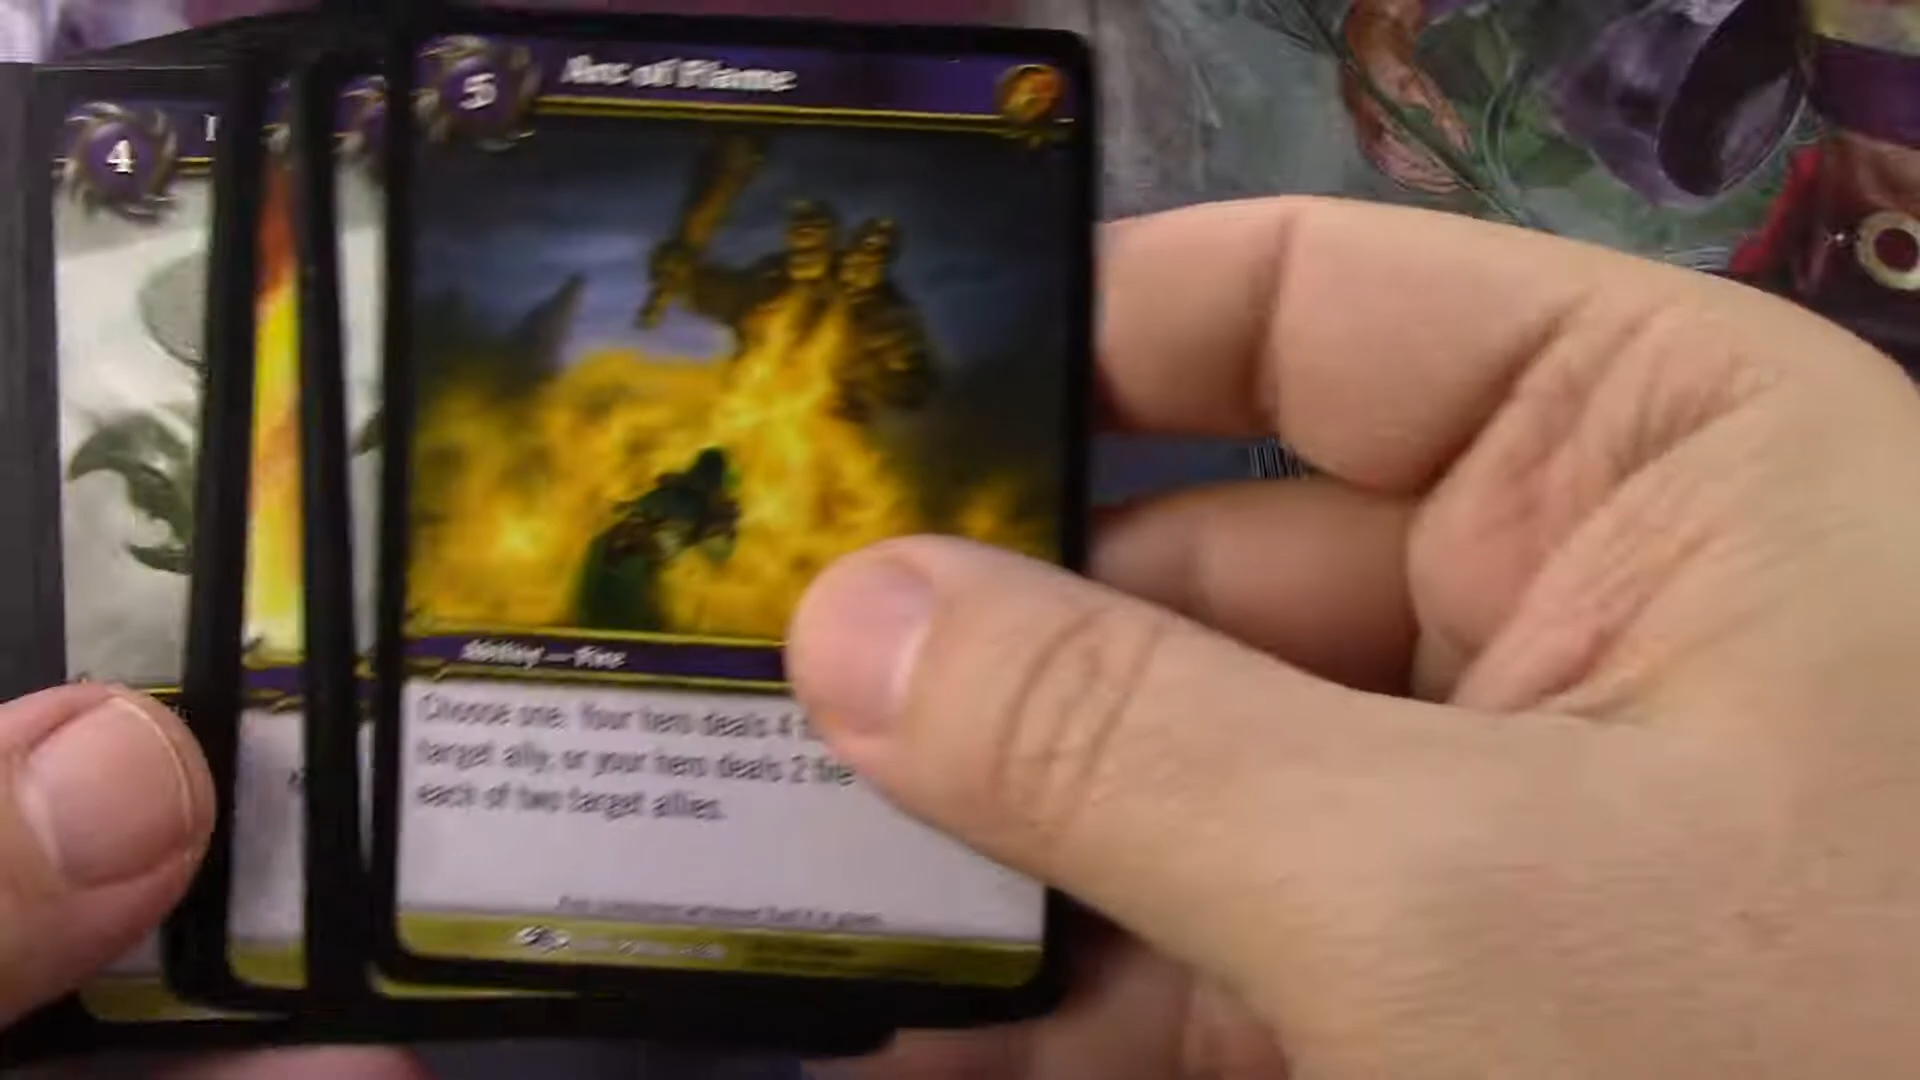 4
5
Arc of Flame
Ability — Fire
Choose one: Your hero deals 4
target ally; or your hero deals 2 fire
each of two target allies.